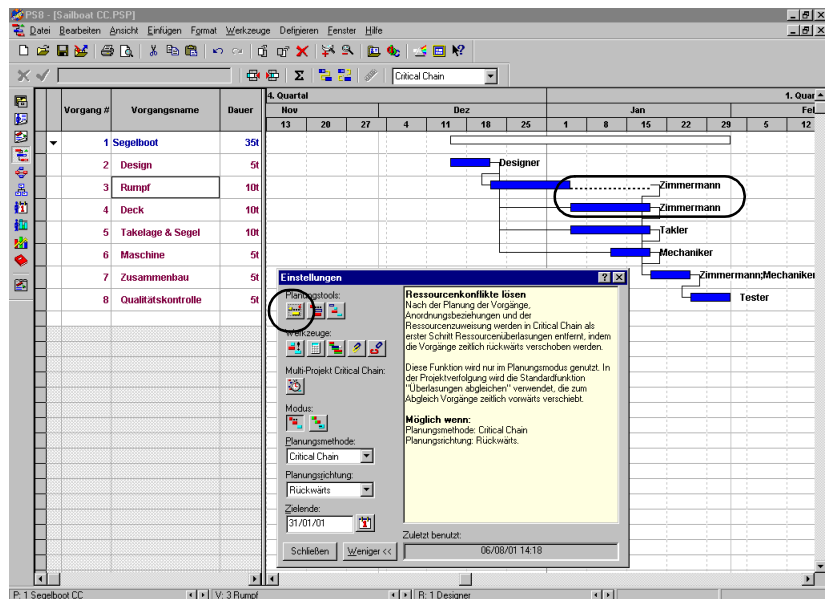 PS8 - [Sailboat CC.PSP]
Datei Bearbeiten Ansicht Einfügen Format Werkzeuge Definieren Fenster Hilfe
Critical Chain
4. Quartal 1. Quar
Vorgang # Vorgangsname Dauer Nov Dez Jan Fel
13 20 27 4 11 18 25 1 8 15 22 29 5 12
1 Segelboot 35t
2 Design 5t Designer
3 Rumpf 10t Zimmermann
4 Deck 10t Zimmermann
5 Takelage & Segel 10t Takler
6 Maschine 5t Mechaniker
7 Zusammenbau 5t Zimmermann;Mechaniker
8 Qualitätskontrolle 5t Tester
Einstellungen
Planungstools:
Werkzeuge:
Multi-Projekt Critical Chain:
Modus:
Planungsmethode:
Critical Chain
Planungsrichtung:
Rückwärts
Zielende:
31/01/01
Schließen Weniger <<
Ressourcenkonflikte lösen
Nach der Planung der Vorgänge,
Anordnungsbeziehungen und der
Ressourcenzuweisung werden in Critical Chain als
erster Schritt Ressourcenüberlasungen entfernt, indem
die Vorgänge zeitlich rückwärts verschoben werden.
Diese Funktion wird nur im Planungsmodus genutzt. In
der Projektverfolgung wird die Standardfunktion
"Überlasungen abgleichen" verwendet, die zum
Abgleich Vorgänge zeitlich vorwärts verschiebt.
Möglich wenn:
Planungsmethode: Critical Chain
Planungsrichtung: Rückwärts.
Zuletzt benutzt:
06/08/01 14:18
P: 1 Segelboot CC V: 3 Rumpf R: 1 Designer